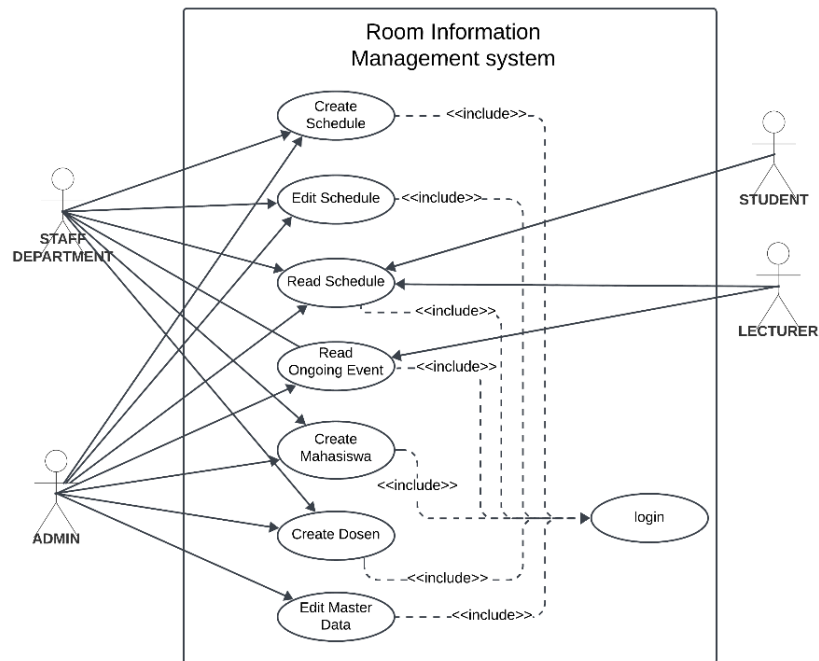 Room Information
Management system
Create
Schedule
<<include>>
Edit Schedule
<<include>>
STUDENT
STAFF
DEPARTMENT
Read Schedule
<<include>>
LECTURER
Read
Ongoing Event
<<include>>
Create
Mahasiswa
<<include>>
login
ADMIN
Create Dosen
<<include>>
Edit Master
Data
<<include>>